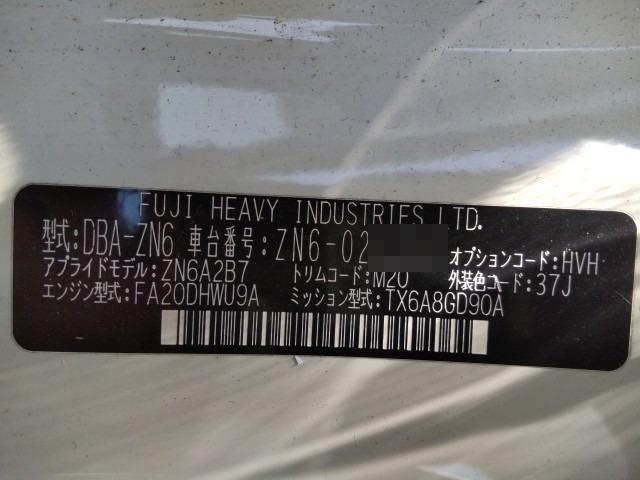 FUJI HEAVY INDUSTRIES LTD.
型式:DBA-ZN6 車台番号:ZN6-02 オプションコード:HVH
アプライドモデル:ZN6A2B7 トリムコード:M20 外装色コード:37J
エンジン型式:FA20DHWU9A ミッション型式:TX6A8GD90A